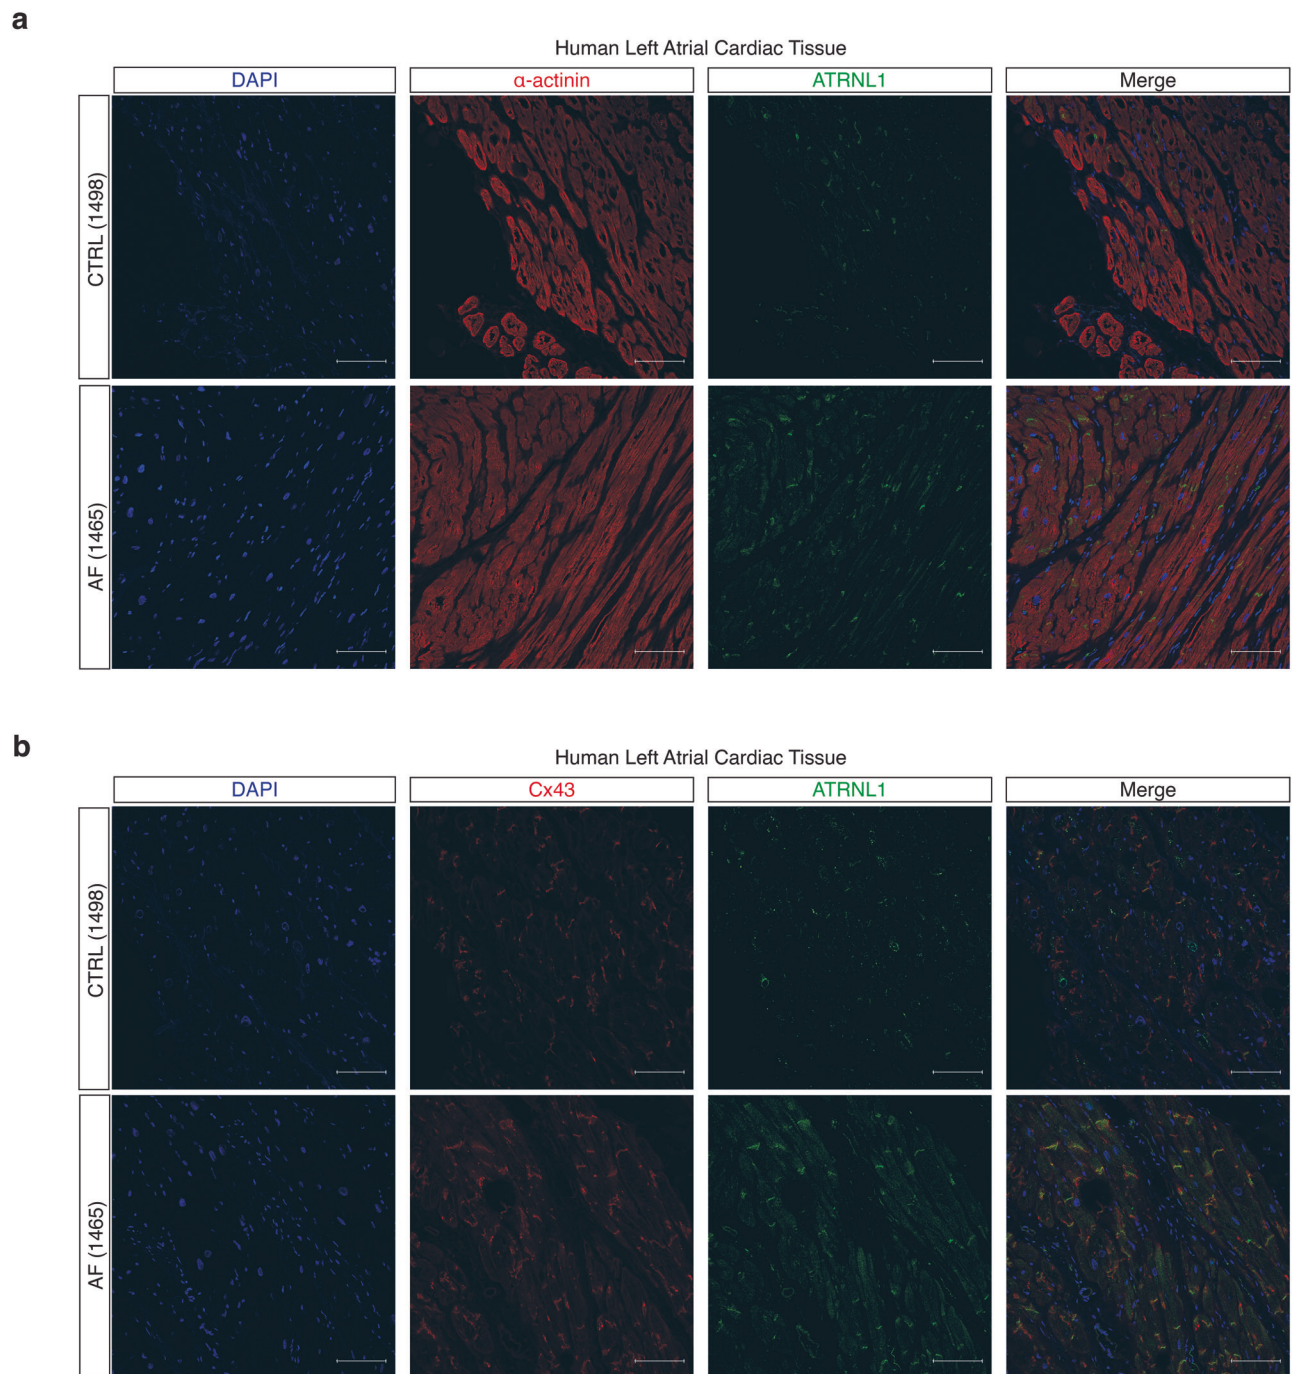 a
Human Left Atrial Cardiac Tissue
DAPI α-actinin ATRNL1 Merge
CTRL (1498)
AF (1465)
b
Human Left Atrial Cardiac Tissue
DAPI Cx43 ATRNL1 Merge
CTRL (1498)
AF (1465)